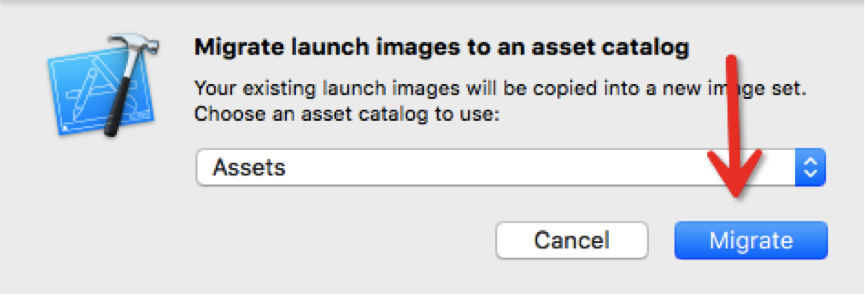 Migrate launch images to an asset catalog
Your existing launch images will be copied into a new image set.
Choose an asset catalog to use:
Assets
Cancel
Migrate